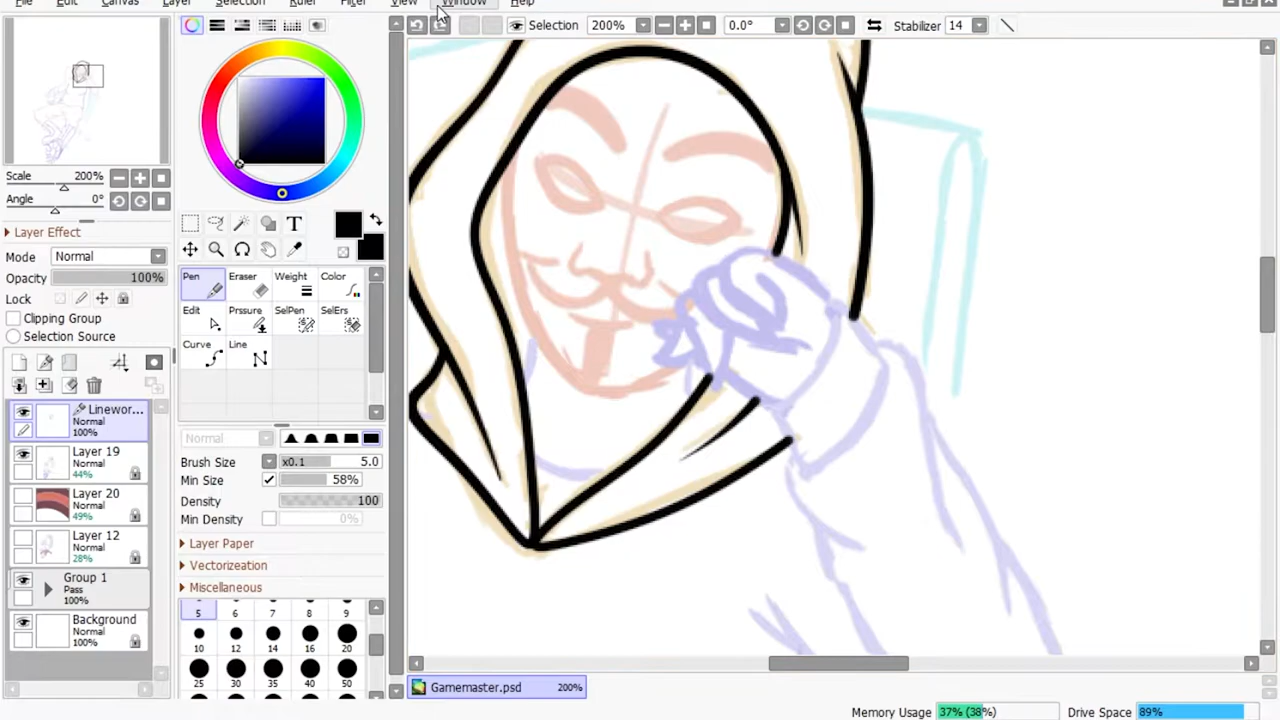 File Edit Canvas Layer Selection Ruler Filter View Window Help
Selection 200% 0.0° Stabilizer 14
Scale 200%
Angle 0°
Layer Effect
Mode Normal
Opacity 100%
Lock
Clipping Group
Selection Source
Linewor...
Normal
100%
Layer 19
Normal
44%
Layer 20
Normal
49%
Layer 12
Normal
28%
Group 1
Pass
100%
Background
Normal
100%
T
Pen Eraser Weight Color
Edit Prssure SelPen SelErs
Curve Line
Normal
Brush Size x0.1 5.0
Min Size 58%
Density 100
Min Density 0%
Layer Paper
Vectorizeation
Miscellaneous
5 6 7 8 9
10 12 14 16 20
25 30 35 40 50
Gamemaster.psd 200%
Memory Usage 37% (38%) Drive Space 89%